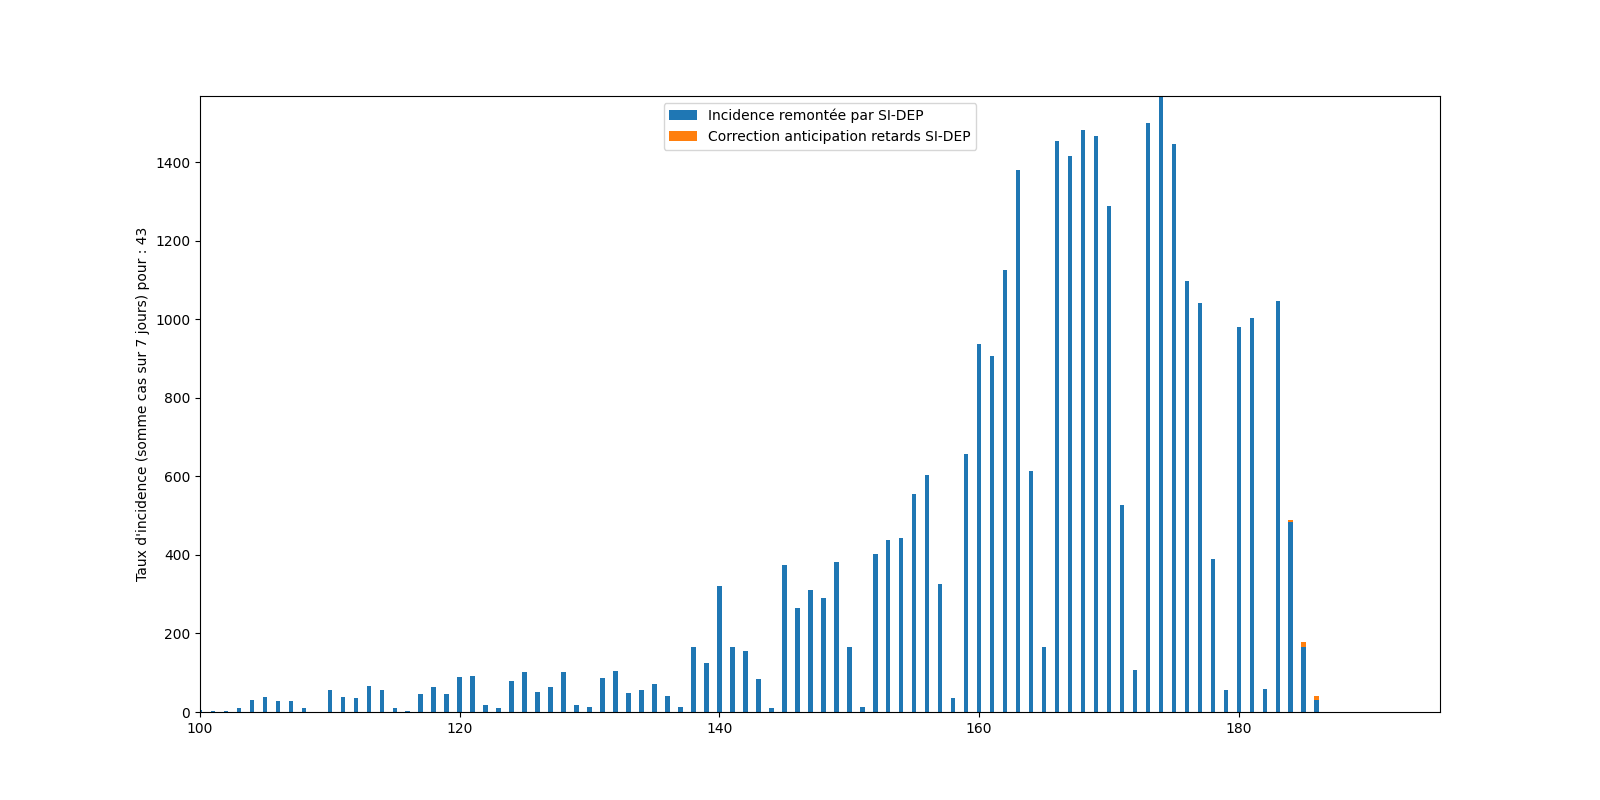 Incidence remontée par SI-DEP
Correction anticipation retards SI-DEP
Taux d'incidence (somme cas sur 7 jours) pour : 43
1400
1200
1000
800
600
400
200
0
100 120 140 160 180